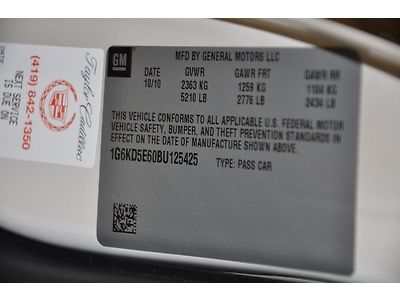 GM
MFD BY GENERAL MOTORS LLC
DATE GVWR GAWR FRT GAWR RR
10/10 2363 KG 1259 KG 1104 KG
5210 LB 2776 LB 2434 LB
THIS VEHICLE CONFORMS TO ALL APPLICABLE U.S. FEDERAL MOTOR
VEHICLE SAFETY, BUMPER, AND THEFT PREVENTION STANDARDS IN
EFFECT ON THE DATE OF MANUFACTURE SHOWN ABOVE.
1G6KD5E60BU125425
TYPE: PASS CAR
Taylor Cadillac
(419) 842-1350
NEXT SERVICE
IS DUE ON
DATE: